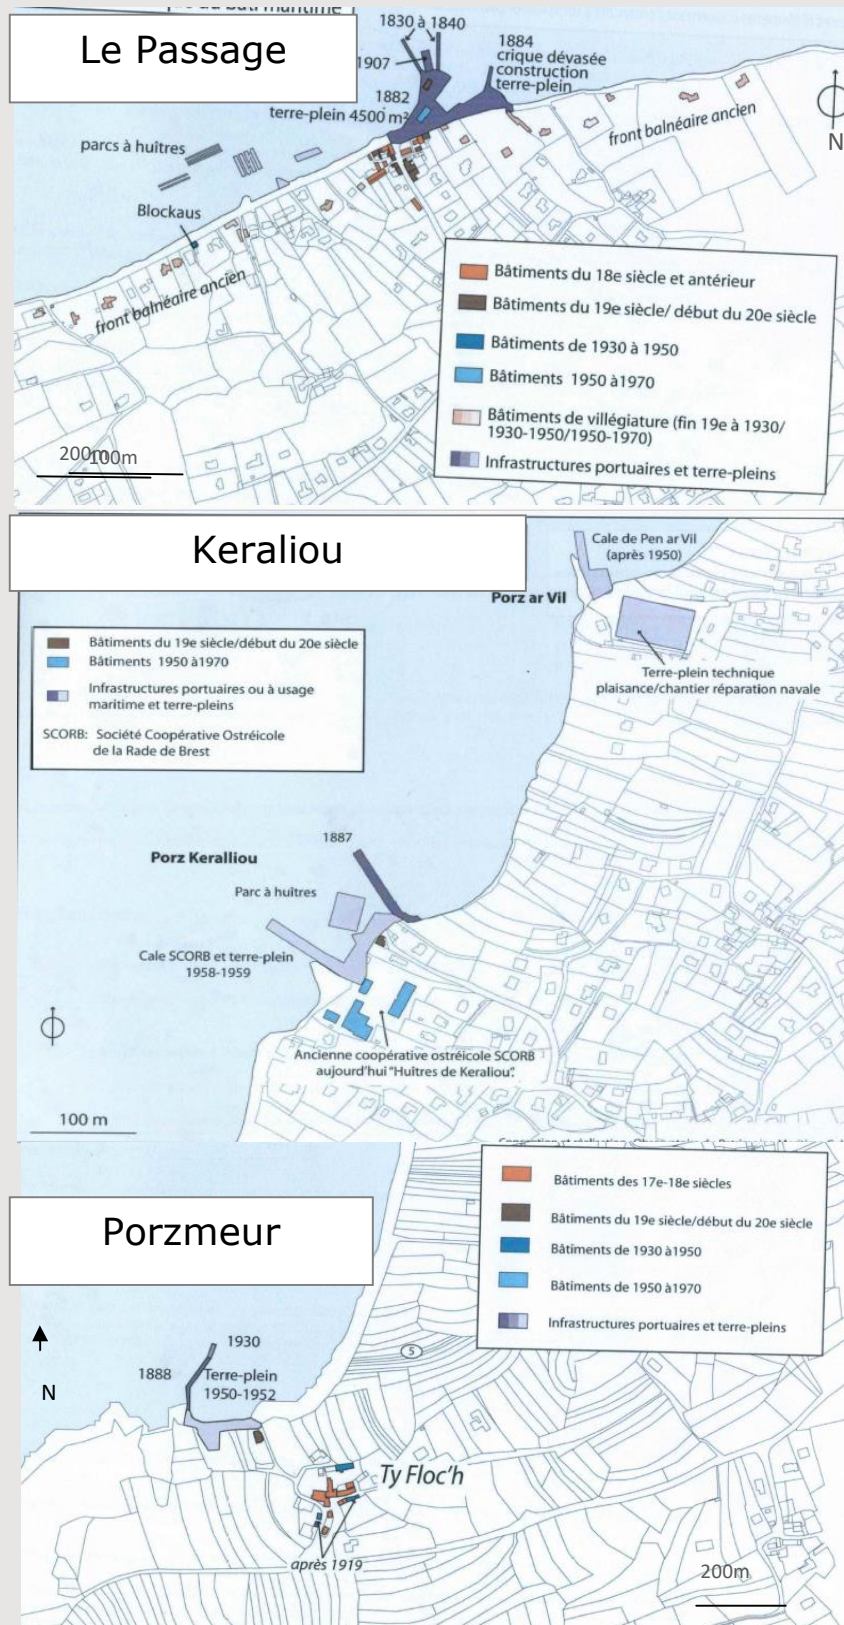 Le Passage
1830 à 1840
1907
1884
crique dévasée
construction
terre-plein
1882
terre-plein 4500 m²
parcs à huîtres
front balnéaire ancien
N
Blockaus
front balnéaire ancien
Bâtiments du 18e siècle et antérieur
Bâtiments du 19e siècle/ début du 20e siècle
Bâtiments de 1930 à 1950
Bâtiments 1950 à1970
Bâtiments de villégiature (fin 19e à 1930/
1930-1950/1950-1970)
Infrastructures portuaires et terre-pleins
200m
100m
Keraliou
Cale de Pen ar Vil
(après 1950)
Porz ar Vil
Terre-plein technique
plaisance/chantier réparation navale
Bâtiments du 19e siècle/début du 20e siècle
Bâtiments 1950 à1970
Infrastructures portuaires ou à usage
maritime et terre-pleins
SCORB: Société Coopérative Ostréicole
de la Rade de Brest
1887
Porz Keralliou
Parc à huîtres
Cale SCORB et terre-plein
1958-1959
Ancienne coopérative ostréicole SCORB
aujourd'hui "Huîtres de Keraliou".
100 m
Porzmeur
Bâtiments des 17e-18e siècles
Bâtiments du 19e siècle/début du 20e siècle
Bâtiments de 1930 à1950
Bâtiments de 1950 à1970
Infrastructures portuaires et terre-pleins
N
1930
1888
Terre-plein
1950-1952
5
Ty Floc'h
après 1919
200m